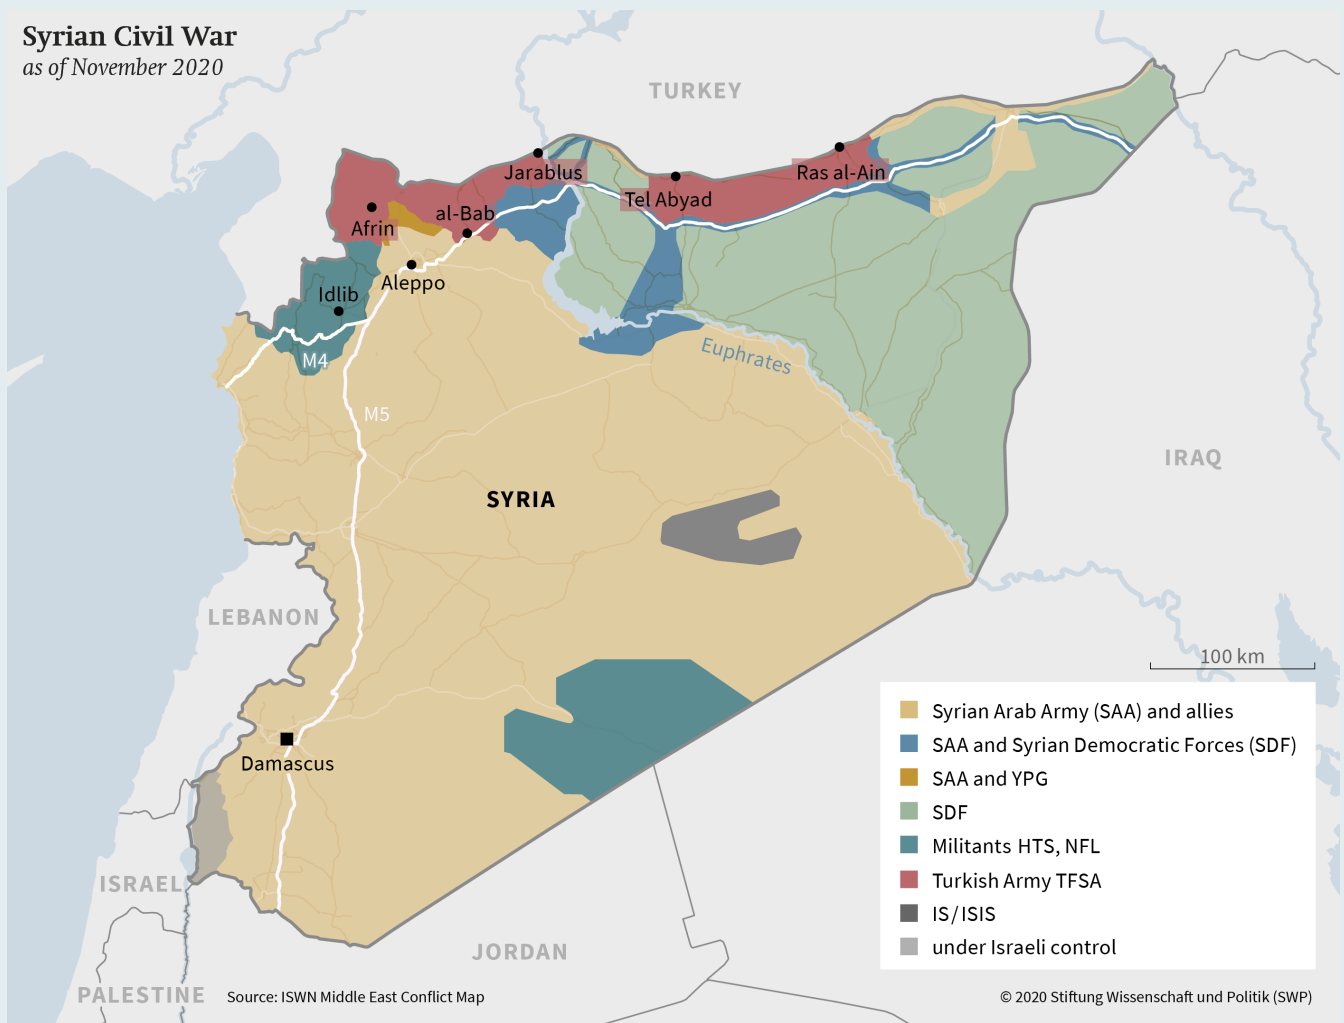 Syrian Civil War
as of November 2020
TURKEY
Jarablus
Ras al-Ain
Tel Abyad
al-Bab
Afrin
Aleppo
Idlib
M4
Euphrates
M5
IRAQ
SYRIA
LEBANON
100 km
Damascus
ISRAEL
JORDAN
PALESTINE
Syrian Arab Army (SAA) and allies
SAA and Syrian Democratic Forces (SDF)
SAA and YPG
SDF
Militants HTS, NFL
Turkish Army TFSA
IS/ISIS
under Israeli control
Source: ISWN Middle East Conflict Map
© 2020 Stiftung Wissenschaft und Politik (SWP)